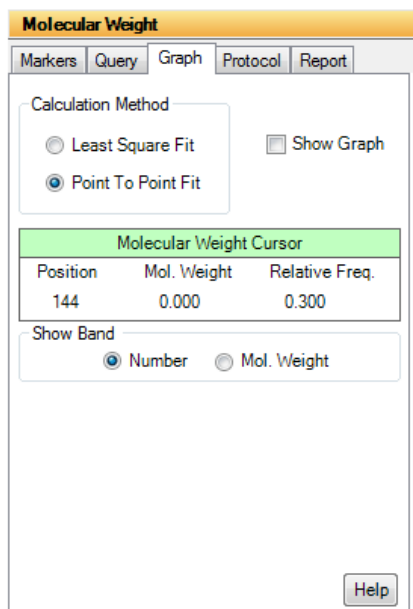 Molecular Weight
Markers Query Graph Protocol Report
Calculation Method
Least Square Fit
Show Graph
Point To Point Fit
Molecular Weight Cursor
Position Mol. Weight Relative Freq.
144 0.000 0.300
Show Band
Number Mol. Weight
Help